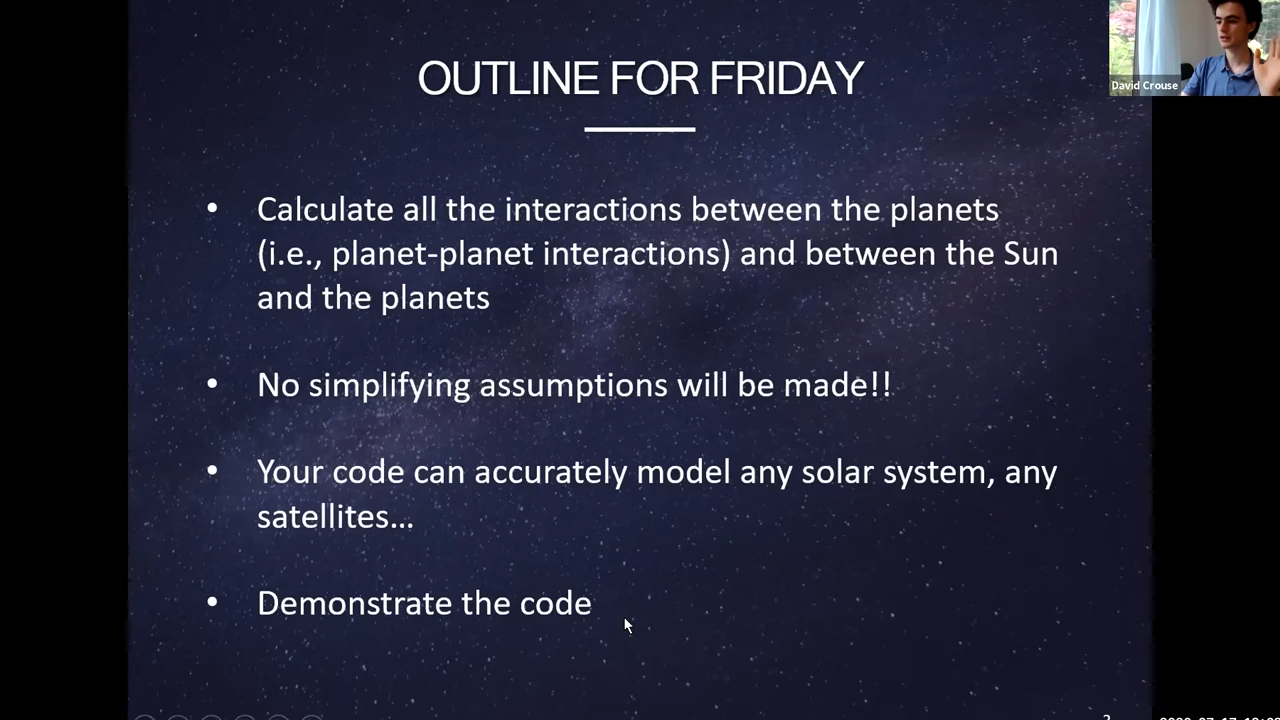 OUTLINE FOR FRIDAY
David Crouse
• Calculate all the interactions between the planets
(i.e., planet-planet interactions) and between the Sun
and the planets
• No simplifying assumptions will be made!!
• Your code can accurately model any solar system, any
satellites...
• Demonstrate the code